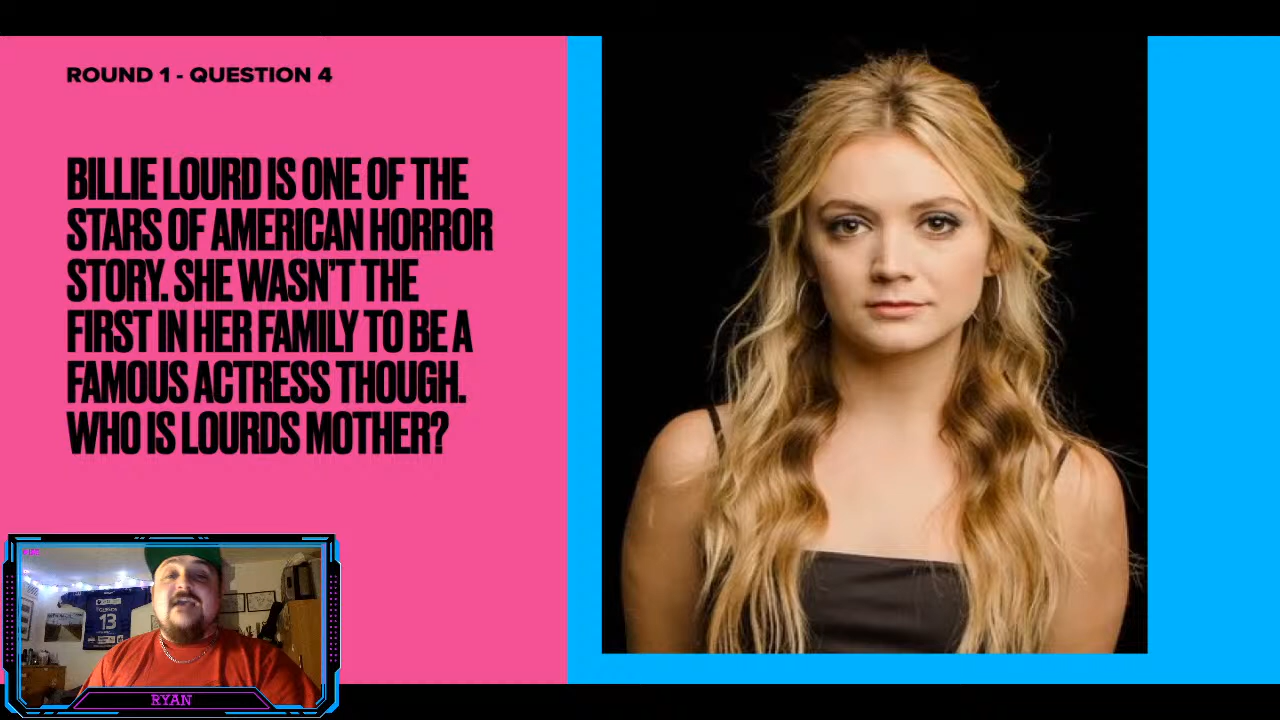 ROUND 1 - QUESTION 4
BILLIE LOURD IS ONE OF THE
STARS OF AMERICAN HORROR
STORY. SHE WASN'T THE
FIRST IN HER FAMILY TO BE A
FAMOUS ACTRESS THOUGH.
WHO IS LOURDS MOTHER?
13
RYAN